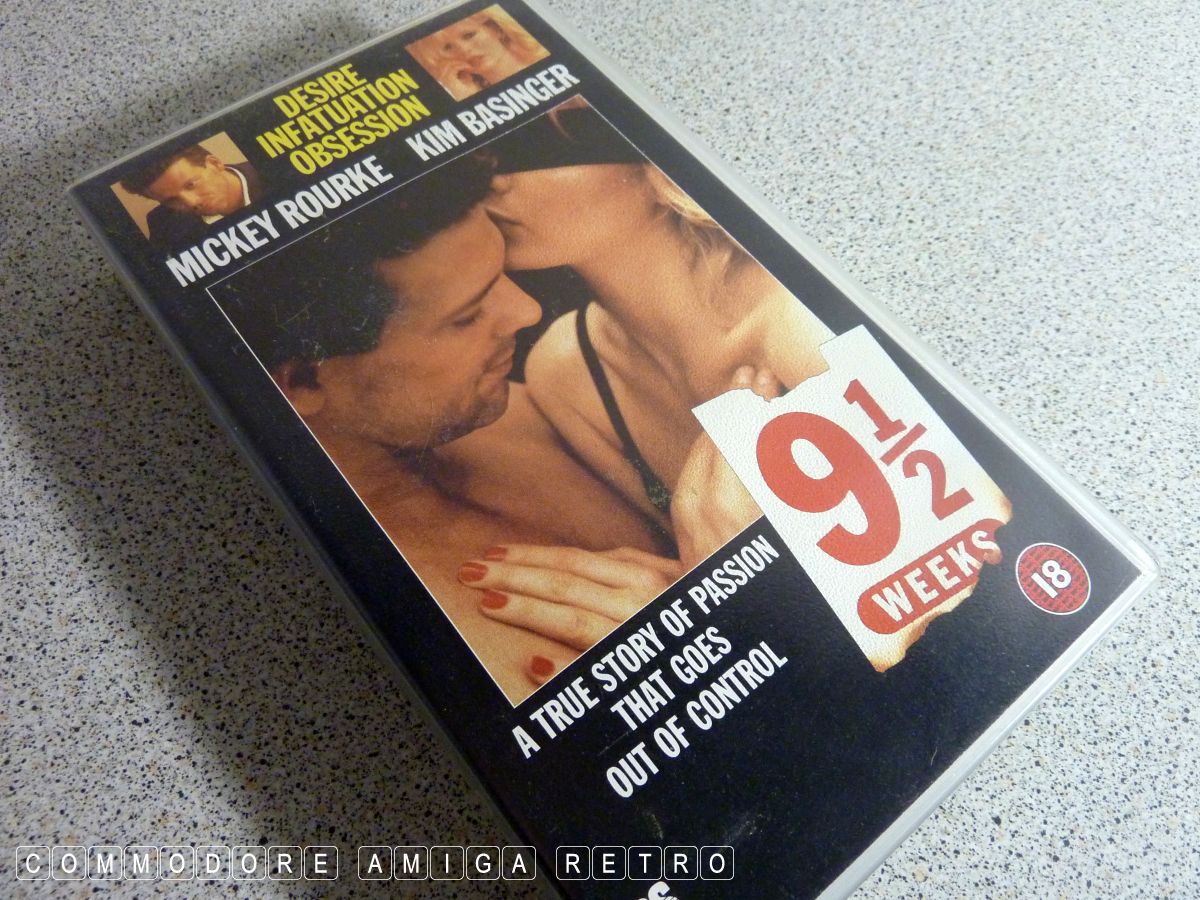 DESIRE
INFATUATION
OBSESSION
MICKEY ROURKE KIM BASINGER
9 1/2
WEEKS
18
A TRUE STORY OF PASSION
THAT GOES
OUT OF CONTROL
COMMODORE AMIGA RETRO